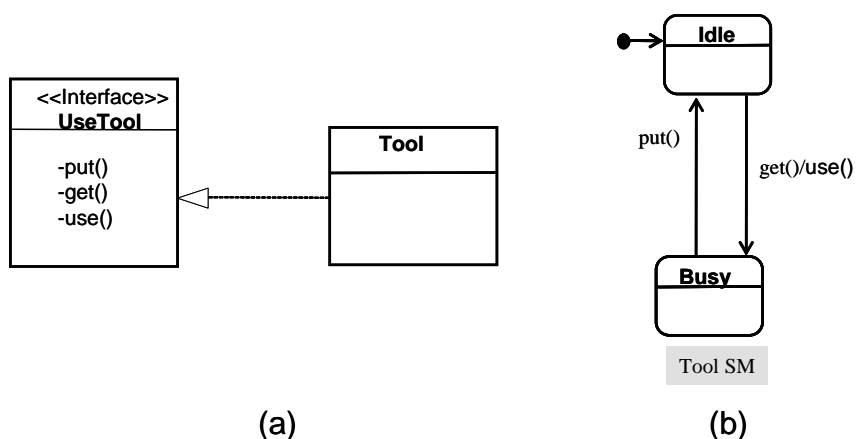 <<Interface>>
UseTool
-put()
-get()
-use()
Tool
(a)
Idle
put()
get()/use()
Busy
Tool SM
(b)